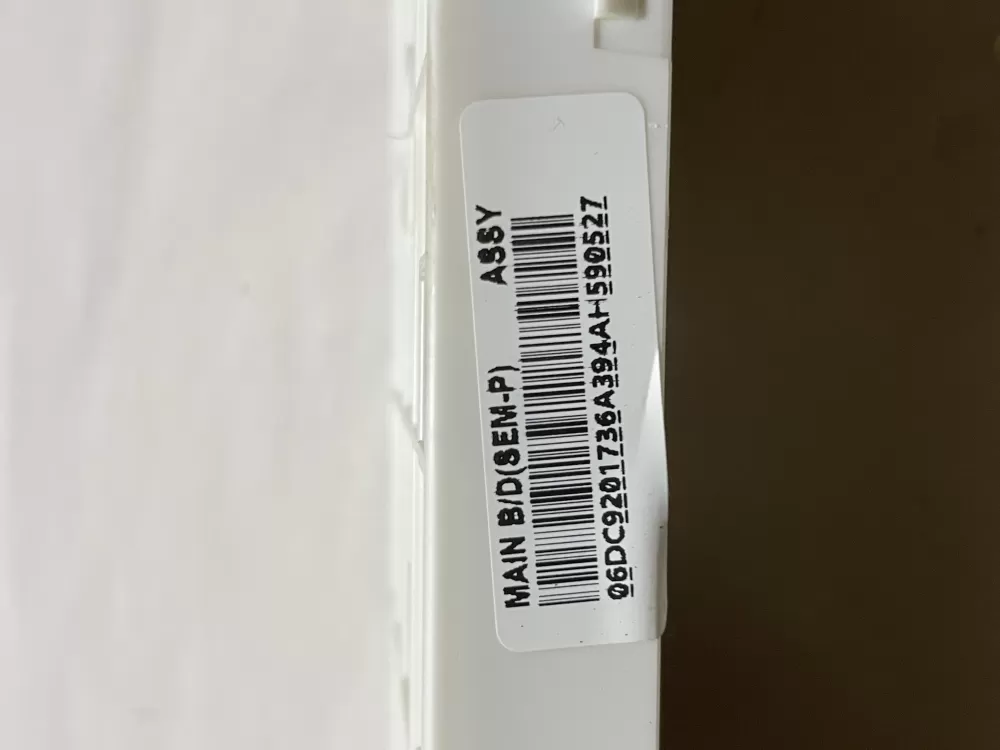 MAIN B/D(SEM-P) ASSY
06DC9201736A394AH590527